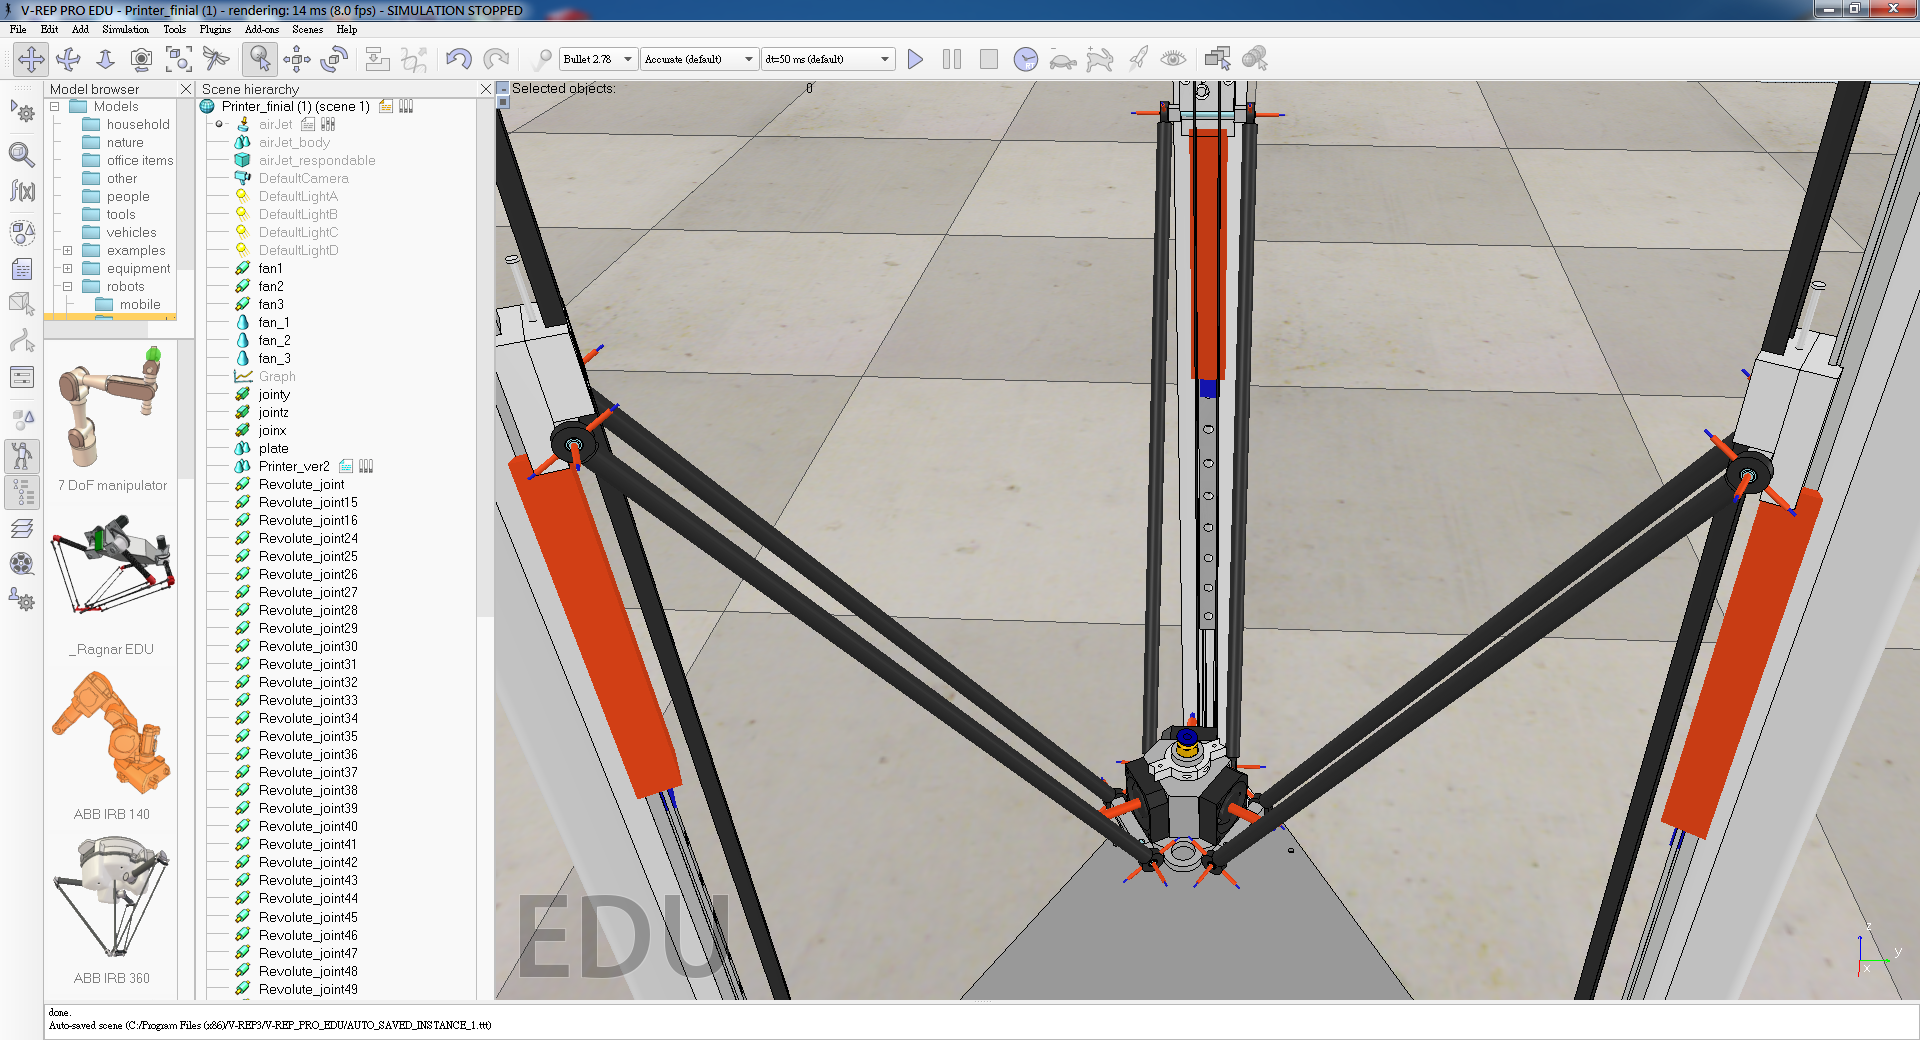 V-REP PRO EDU - Printer_finial (1) - rendering: 14 ms (8.0 fps) - SIMULATION STOPPED
File Edit Add Simulation Tools Plugins Add-ons Scenes Help
Bullet 2.78 Accurate (default) dt=50 ms (default)
Model browser
Models
household
nature
office items
other
people
tools
vehicles
examples
equipment
robots
mobile
7 DoF manipulator
_Ragnar EDU
ABB IRB 140
ABB IRB 360
Scene hierarchy
Printer_finial (1) (scene 1)
airJet
airJet_body
airJet_respondable
DefaultCamera
DefaultLightA
DefaultLightB
DefaultLightC
DefaultLightD
fan1
fan2
fan3
fan_1
fan_2
fan_3
Graph
jointy
jointz
joinx
plate
Printer_ver2
Revolute_joint
Revolute_joint15
Revolute_joint16
Revolute_joint24
Revolute_joint25
Revolute_joint26
Revolute_joint27
Revolute_joint28
Revolute_joint29
Revolute_joint30
Revolute_joint31
Revolute_joint32
Revolute_joint33
Revolute_joint34
Revolute_joint35
Revolute_joint36
Revolute_joint37
Revolute_joint38
Revolute_joint39
Revolute_joint40
Revolute_joint41
Revolute_joint42
Revolute_joint43
Revolute_joint44
Revolute_joint45
Revolute_joint46
Revolute_joint47
Revolute_joint48
Revolute_joint49
Selected objects: 0
EDU
z
y
x
done.
Auto-saved scene (C:/Program Files (x86)/V-REP3/V-REP_PRO_EDU/AUTO_SAVED_INSTANCE_1.ttt)